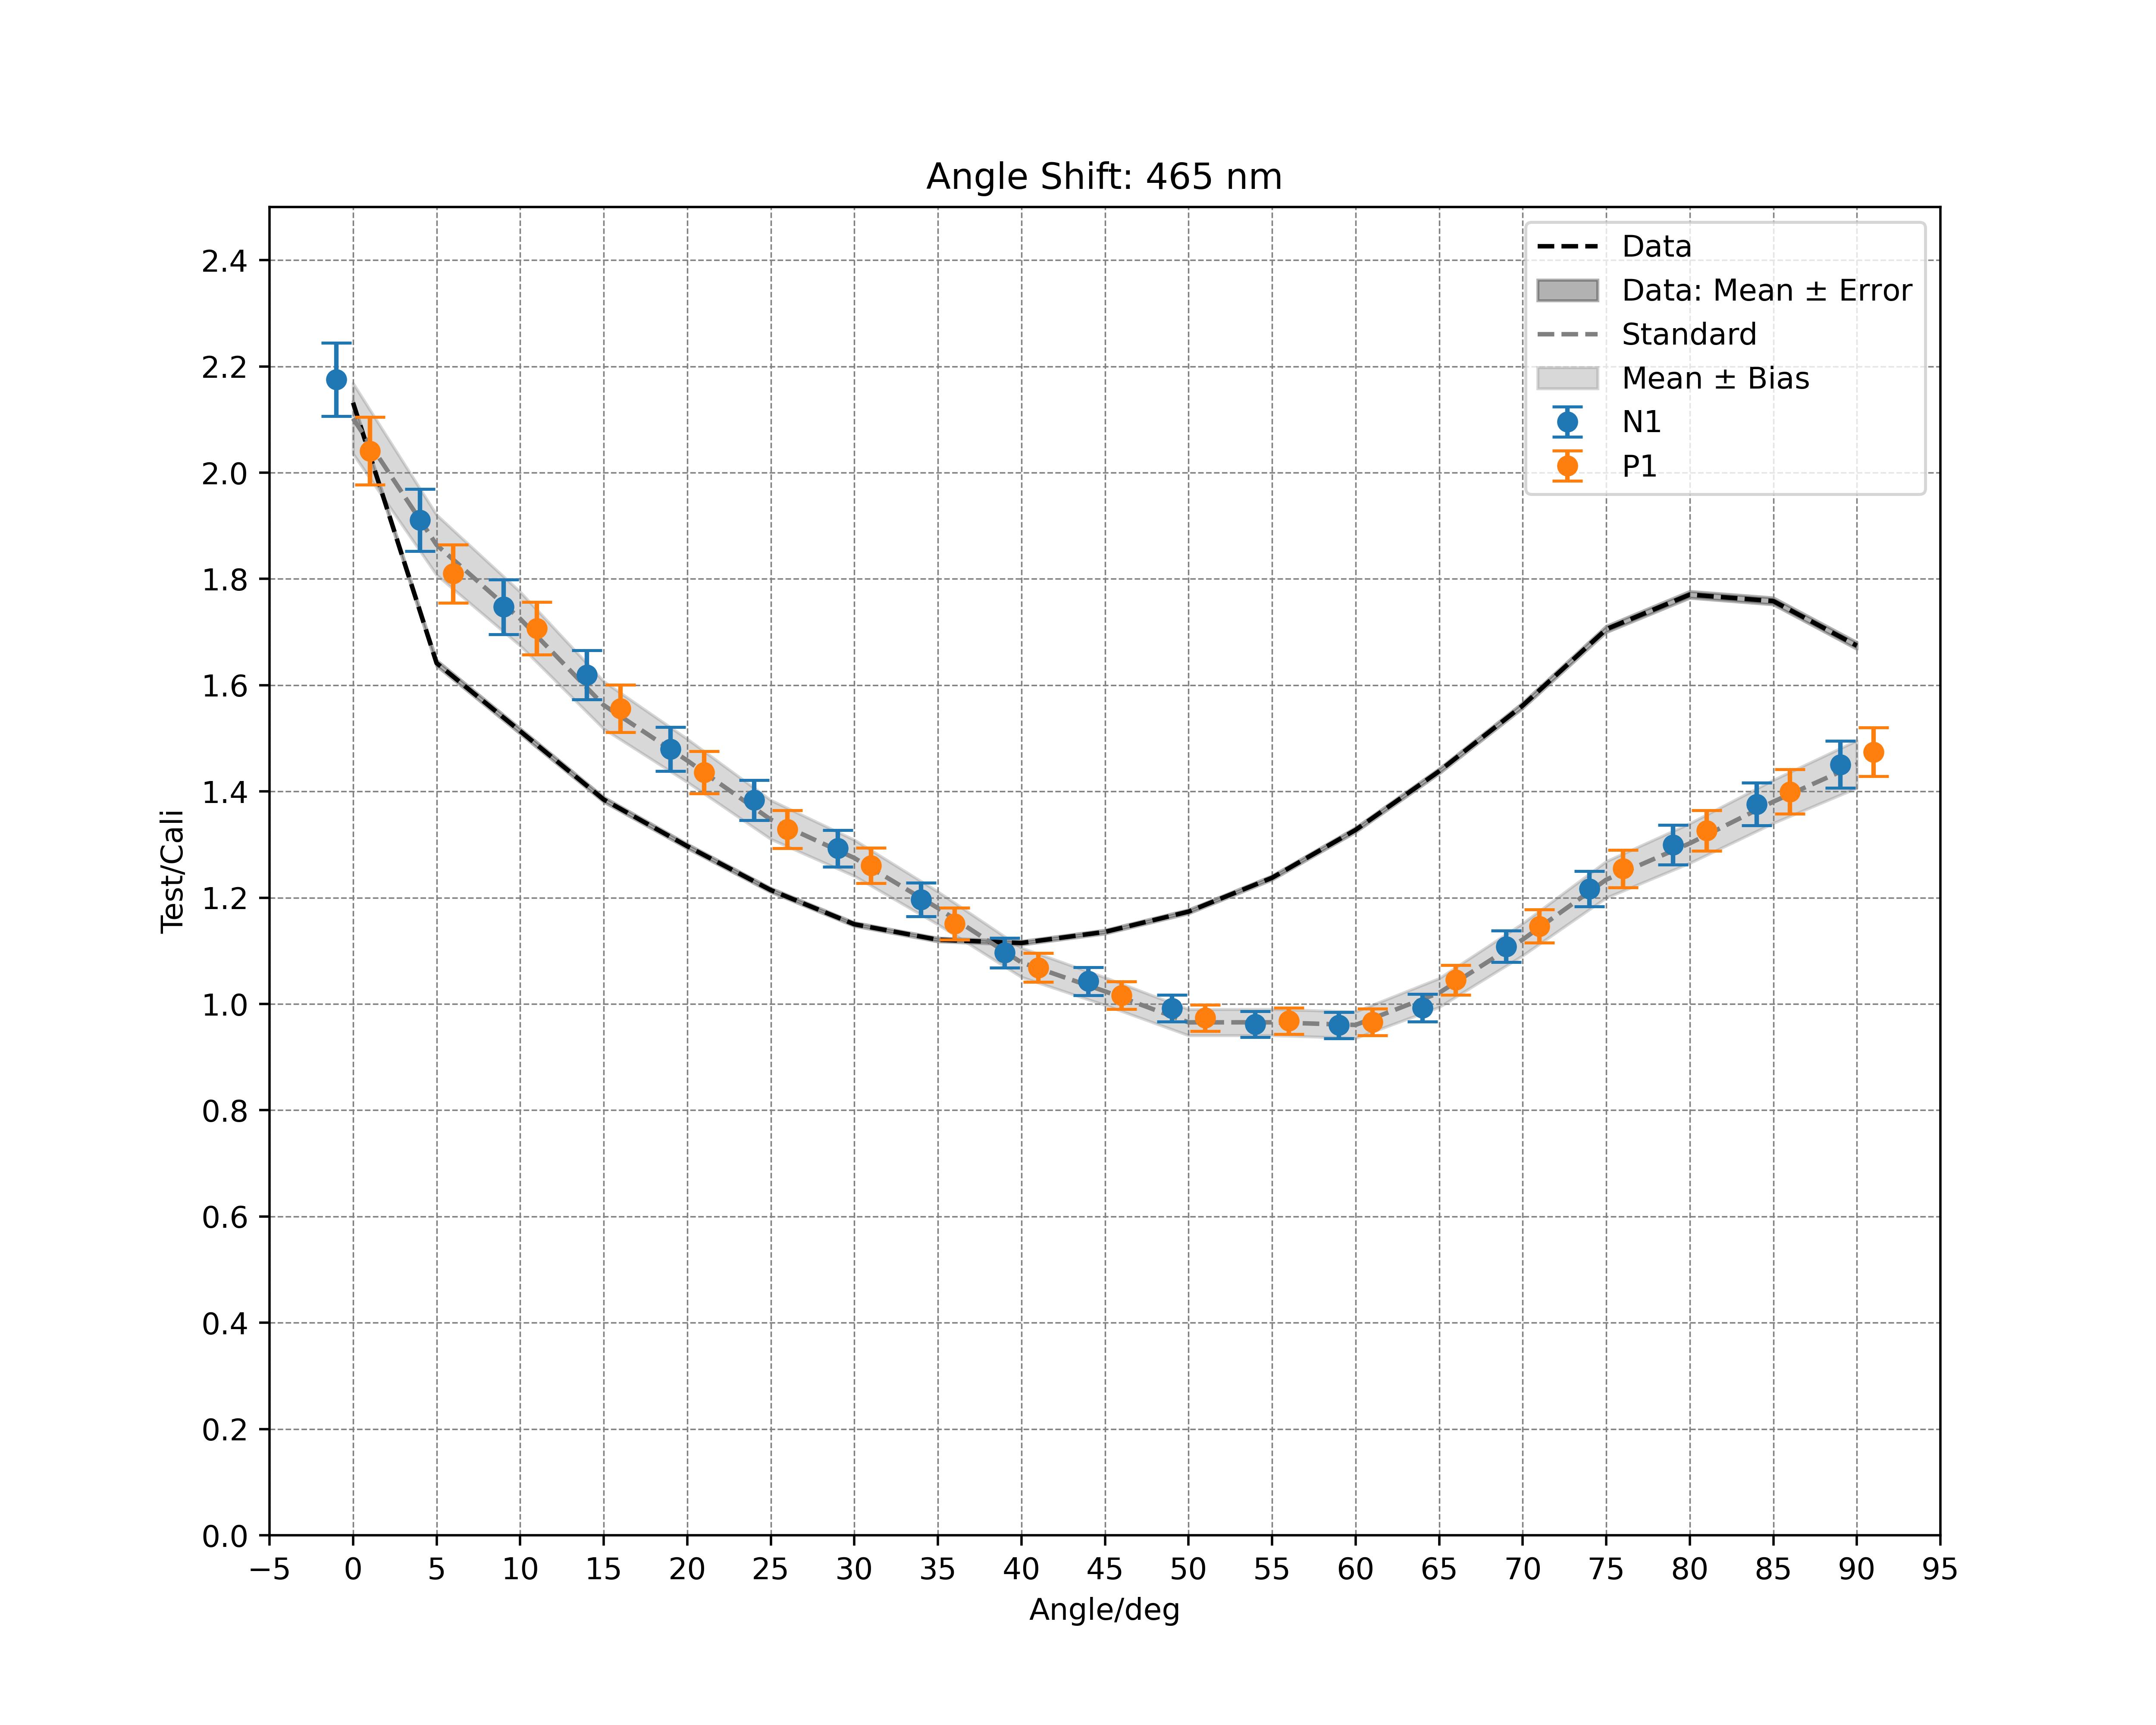 Angle Shift: 465 nm
Test/Cali
2.4
2.2
2.0
1.8
1.6
1.4
1.2
1.0
0.8
0.6
0.4
0.2
0.0
Data
Data: Mean ± Error
Standard
Mean ± Bias
N1
P1
−5 0 5 10 15 20 25 30 35 40 45 50 55 60 65 70 75 80 85 90 95
Angle/deg